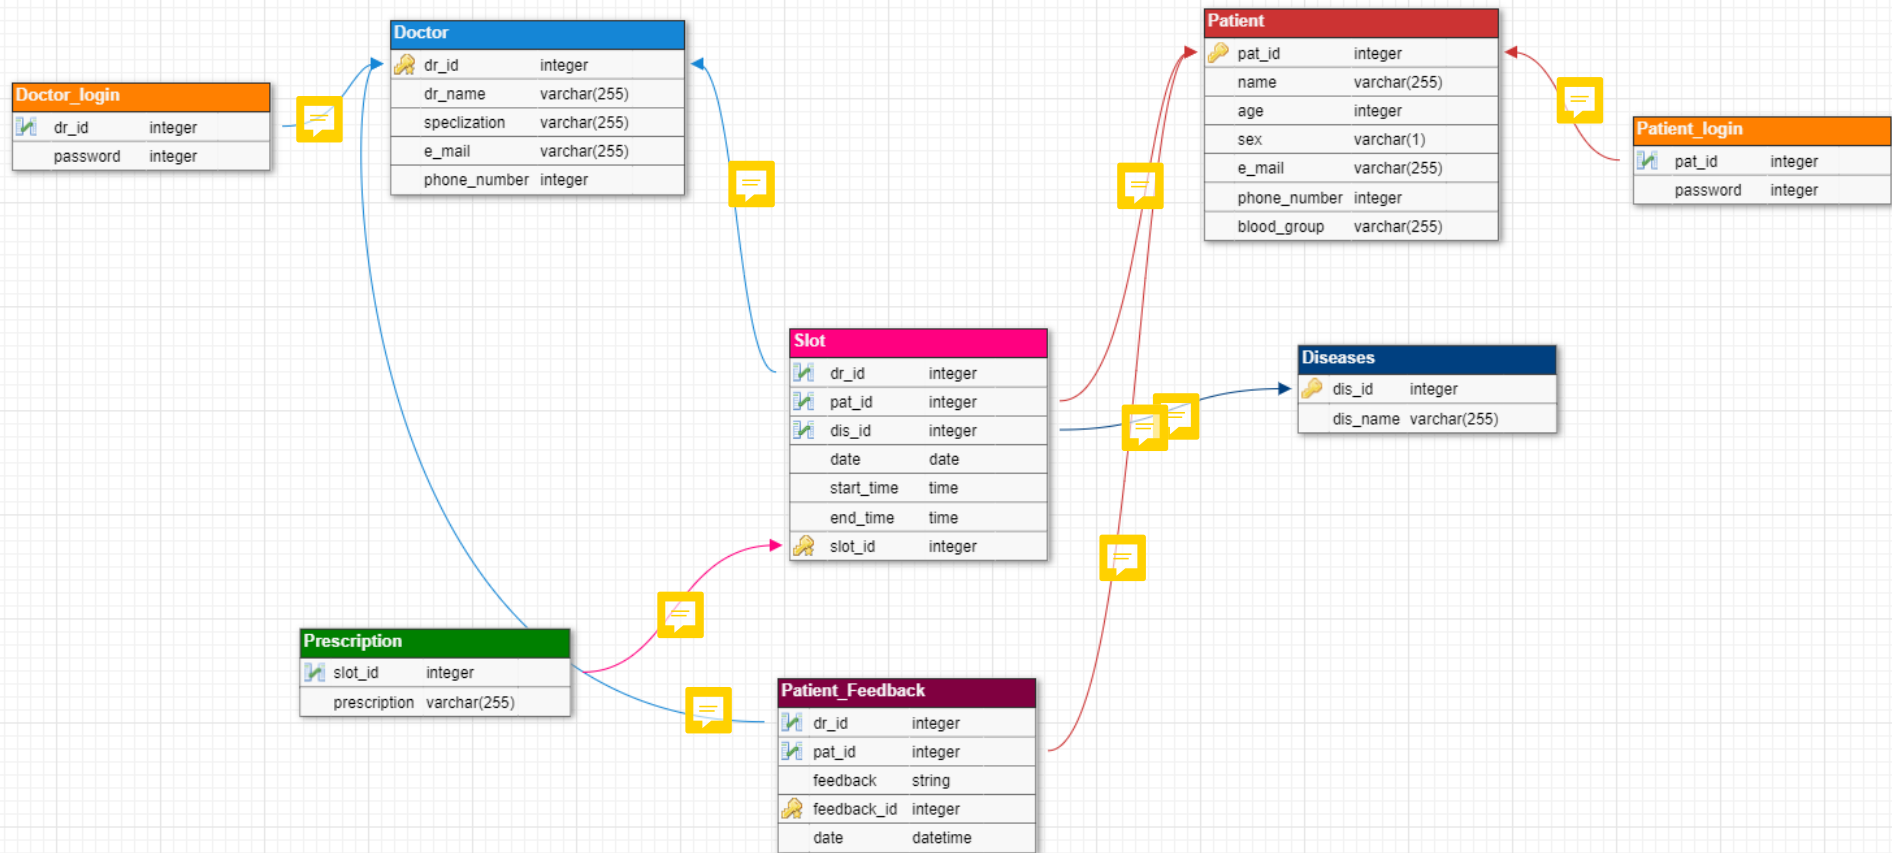 Doctor_login
dr_id integer
password integer
Doctor
dr_id integer
dr_name varchar(255)
speclization varchar(255)
e_mail varchar(255)
phone_number integer
Patient
pat_id integer
name varchar(255)
age integer
sex varchar(1)
e_mail varchar(255)
phone_number integer
blood_group varchar(255)
Patient_login
pat_id integer
password integer
Slot
dr_id integer
pat_id integer
dis_id integer
date date
start_time time
end_time time
slot_id integer
Diseases
dis_id integer
dis_name varchar(255)
Prescription
slot_id integer
prescription varchar(255)
Patient_Feedback
dr_id integer
pat_id integer
feedback string
feedback_id integer
date datetime